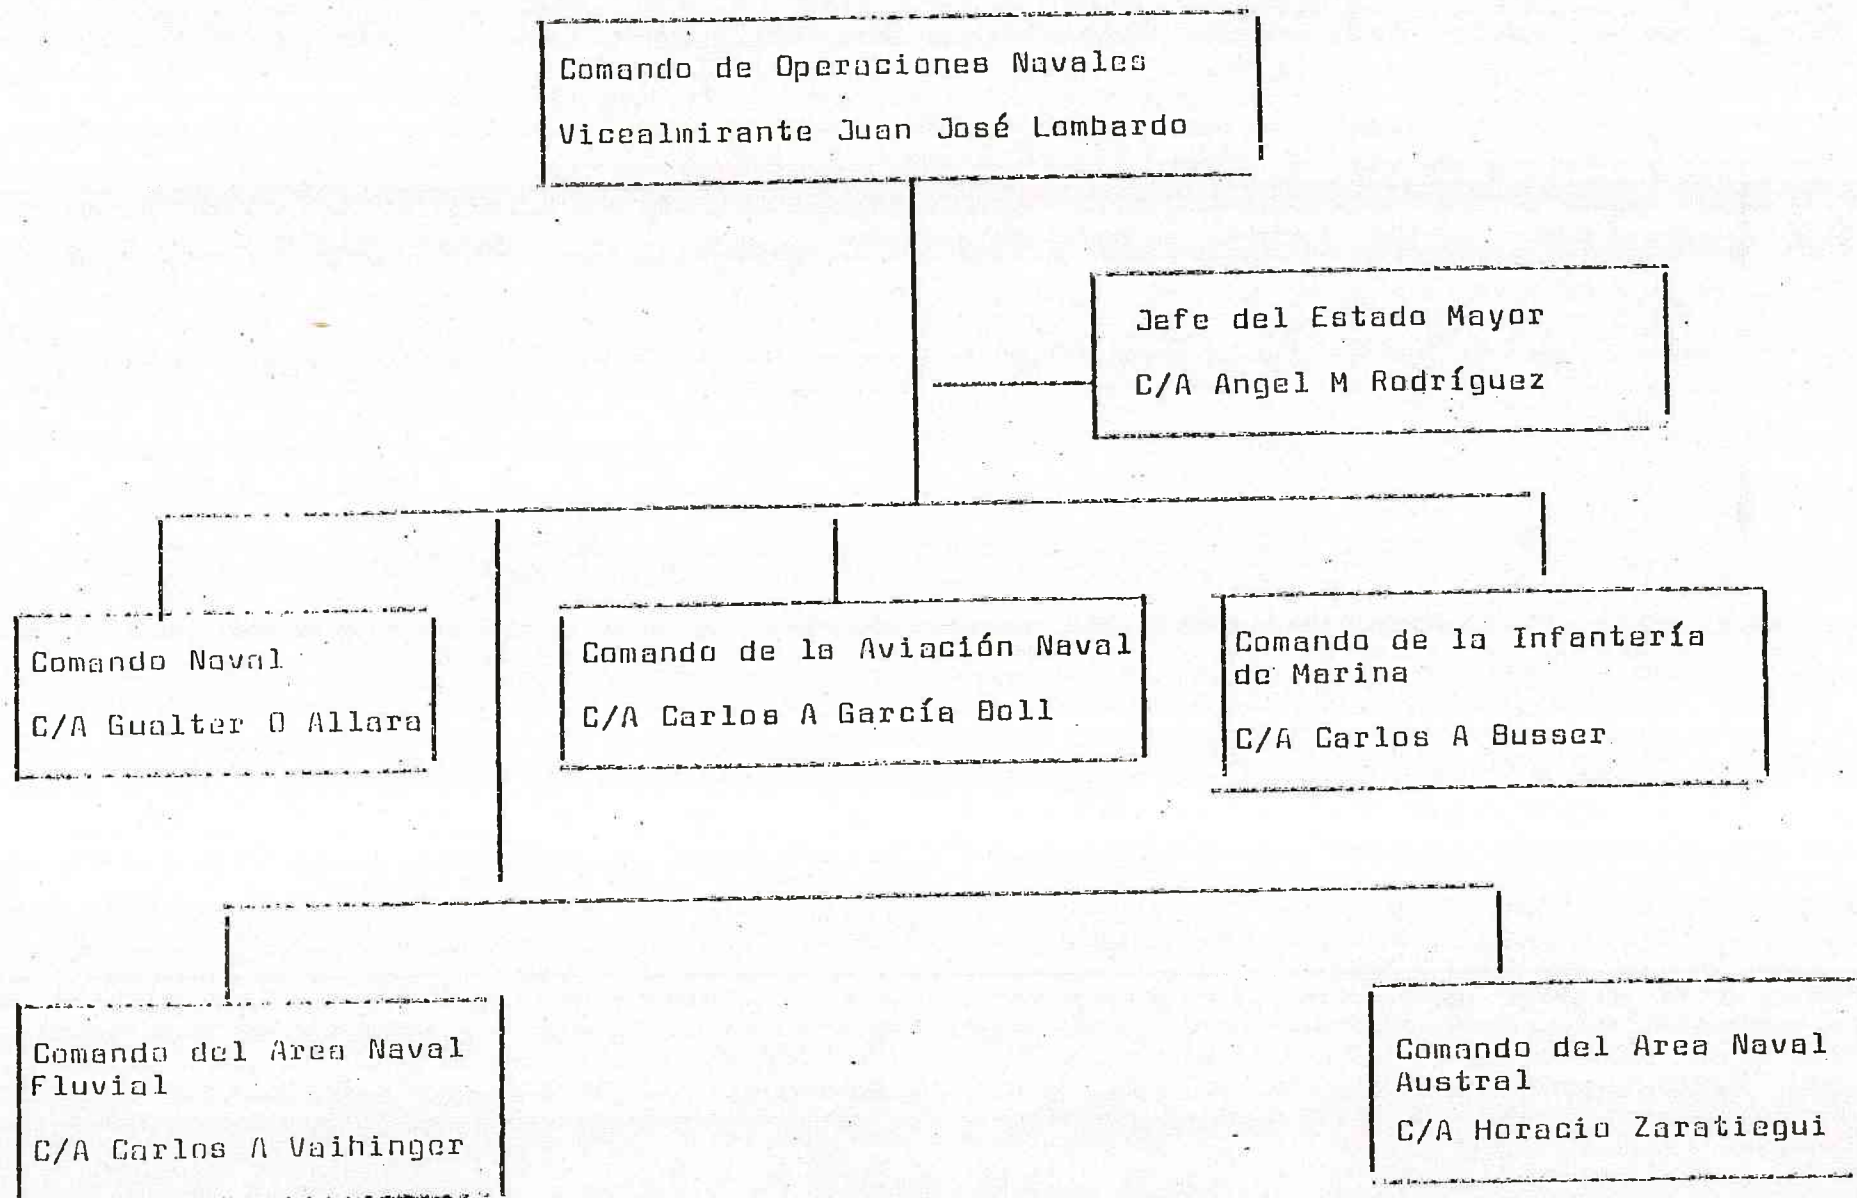 Comando de Operaciones Navales
Vicealmirante Juan José Lombardo
Jefe del Estado Mayor
C/A Angel M Rodríguez
Comando Naval
C/A Gualter O Allara
Comando de la Aviación Naval
C/A Carlos A García Boll
Comando de la Infantería
de Marina
C/A Carlos A Busser
Comando del Area Naval
Fluvial
C/A Carlos A Vaihinger
Comando del Area Naval
Austral
C/A Horacio Zaratiegui